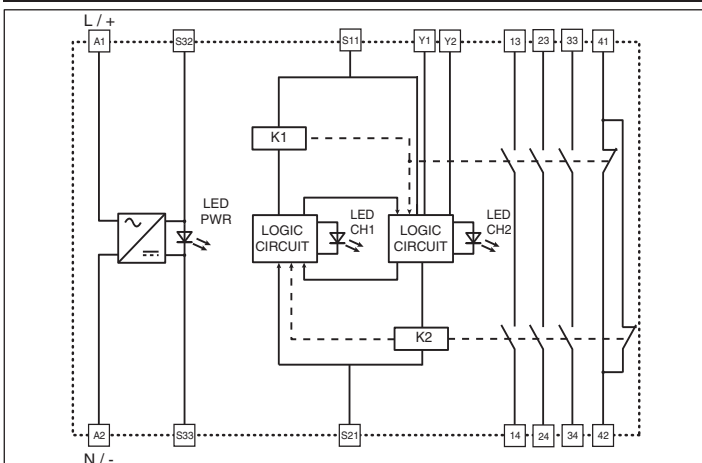 L / +
A1 S32 S11 Y1 Y2 13 23 33 41
K1
LED
PWR
LOGIC
CIRCUIT
LED
CH1
LOGIC
CIRCUIT
LED
CH2
K2
A2 S33 S21 14 24 34 42
N / -